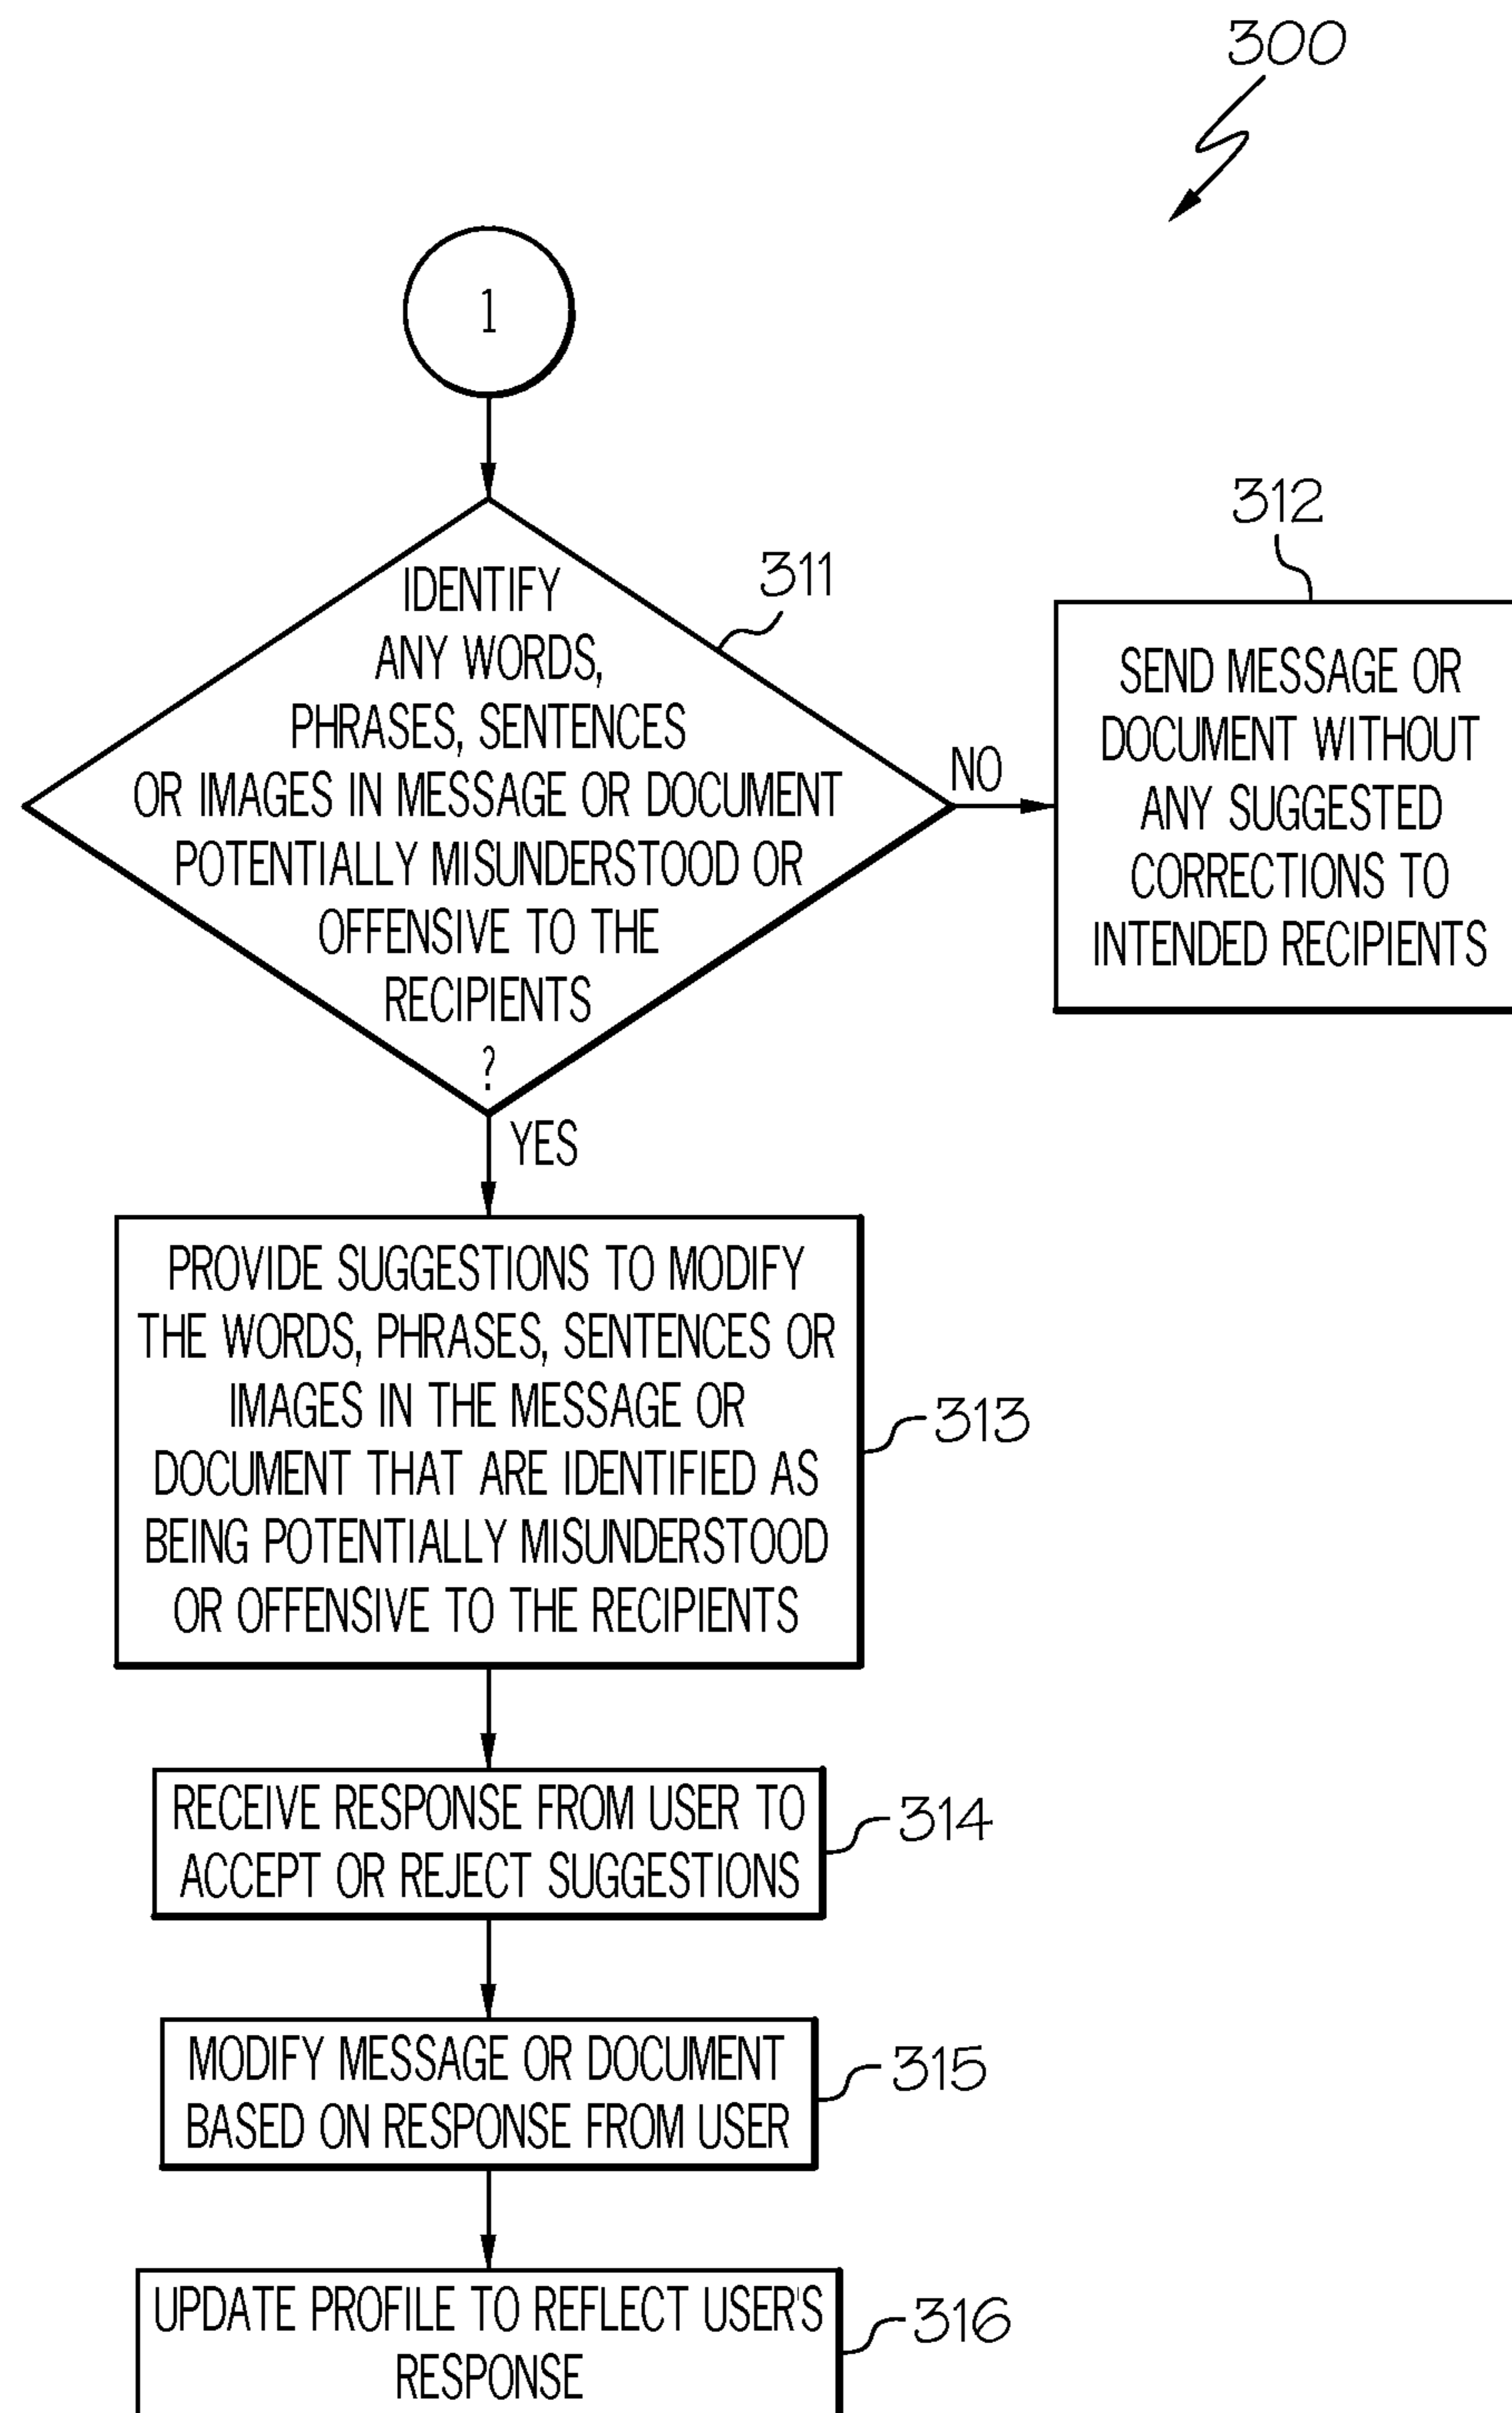 300
1
311
IDENTIFY
ANY WORDS,
PHRASES, SENTENCES
OR IMAGES IN MESSAGE OR DOCUMENT
POTENTIALLY MISUNDERSTOOD OR
OFFENSIVE TO THE
RECIPIENTS
?
NO
312
SEND MESSAGE OR
DOCUMENT WITHOUT
ANY SUGGESTED
CORRECTIONS TO
INTENDED RECIPIENTS
YES
PROVIDE SUGGESTIONS TO MODIFY
THE WORDS, PHRASES, SENTENCES OR
IMAGES IN THE MESSAGE OR
DOCUMENT THAT ARE IDENTIFIED AS
BEING POTENTIALLY MISUNDERSTOOD
OR OFFENSIVE TO THE RECIPIENTS
313
RECEIVE RESPONSE FROM USER TO
ACCEPT OR REJECT SUGGESTIONS
314
MODIFY MESSAGE OR DOCUMENT
BASED ON RESPONSE FROM USER
315
UPDATE PROFILE TO REFLECT USER'S
RESPONSE
316